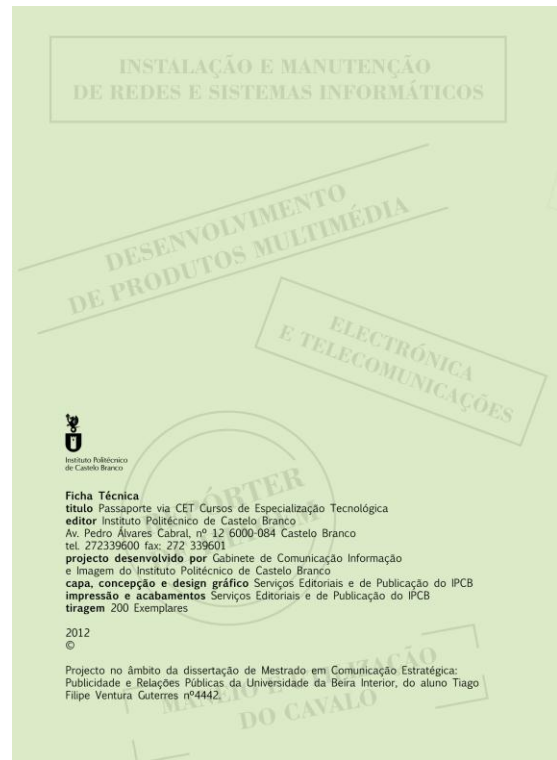 INSTALAÇÃO E MANUTENÇÃO
DE REDES E SISTEMAS INFORMÁTICOS
DESENVOLVIMENTO
DE PRODUTOS MULTIMÉDIA
ELECTRÓNICA
E TELECOMUNICAÇÕES
Instituto Politécnico
de Castelo Branco
REPÓRTER
Ficha Técnica
titulo Passaporte via CET Cursos de Especialização Tecnológica
editor Instituto Politécnico de Castelo Branco
Av. Pedro Álvares Cabral, nº 12 6000-084 Castelo Branco
tel. 272339600 fax: 272 339601
projecto desenvolvido por Gabinete de Comunicação Informação
e Imagem do Instituto Politécnico de Castelo Branco
capa, concepção e design gráfico Serviços Editoriais e de Publicação do IPCB
impressão e acabamentos Serviços Editoriais e de Publicação do IPCB
tiragem 200 Exemplares
2012
©
Projecto no âmbito da dissertação de Mestrado em Comunicação Estratégica:
Publicidade e Relações Públicas da Universidade da Beira Interior, do aluno Tiago
Filipe Ventura Guterres nº4442.
MANEIO E UTILIZAÇÃO
DO CAVALO